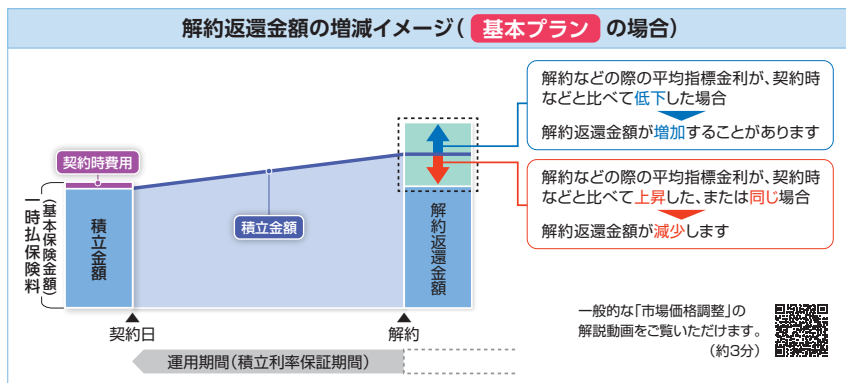 解約返還金額の増減イメージ( 基本プラン の場合)
解約などの際の平均指標金利が、契約時
などと比べて低下した場合
解約返還金額が増加することがあります
解約などの際の平均指標金利が、契約時
などと比べて上昇した、または同じ場合
解約返還金額が減少します
契約時費用
一時払保険料
(基本保険金額)
積立金額
積立金額
解約返還金額
契約日
解約
運用期間(積立利率保証期間)
一般的な「市場価格調整」の
解説動画をご覧いただけます。
(約3分)